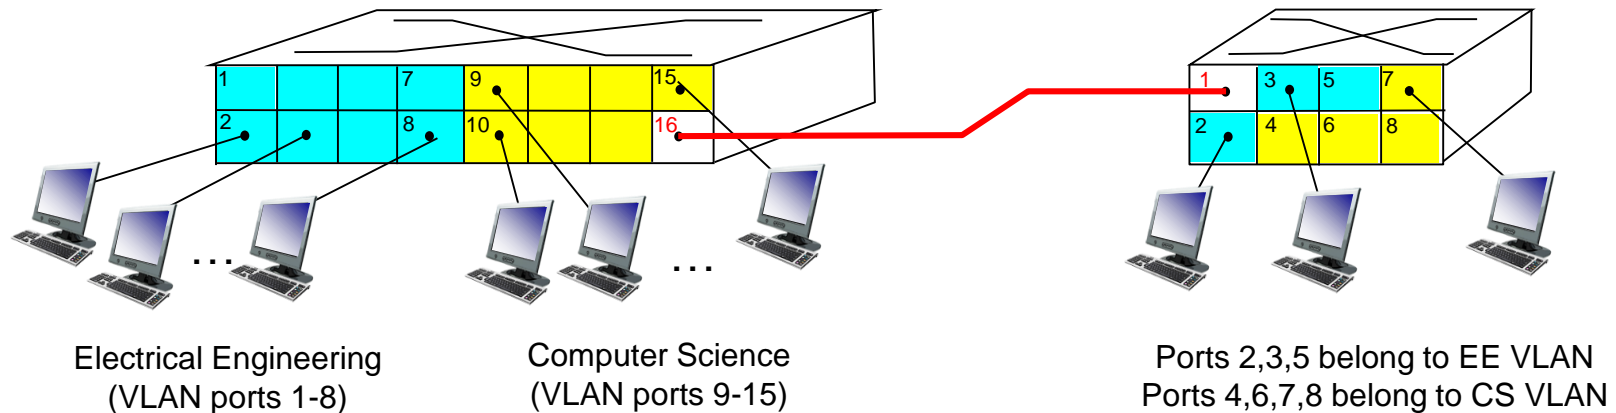 1 7 9 15
2 8 10 16
1 3 5 7
2 4 6 8
... ...
Electrical Engineering
(VLAN ports 1-8)
Computer Science
(VLAN ports 9-15)
Ports 2,3,5 belong to EE VLAN
Ports 4,6,7,8 belong to CS VLAN